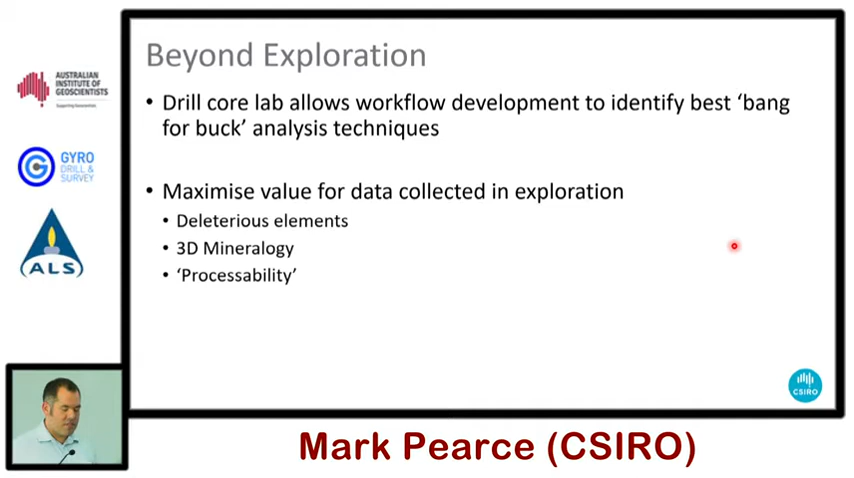 Beyond Exploration
• Drill core lab allows workflow development to identify best ‘bang
for buck’ analysis techniques
• Maximise value for data collected in exploration
• Deleterious elements
• 3D Mineralogy
• ‘Processability’
AUSTRALIAN
INSTITUTE OF
GEOSCIENTISTS
Supporting Geoscientists
GYRO
DRILL &
SURVEY
ALS
CSIRO
Mark Pearce (CSIRO)